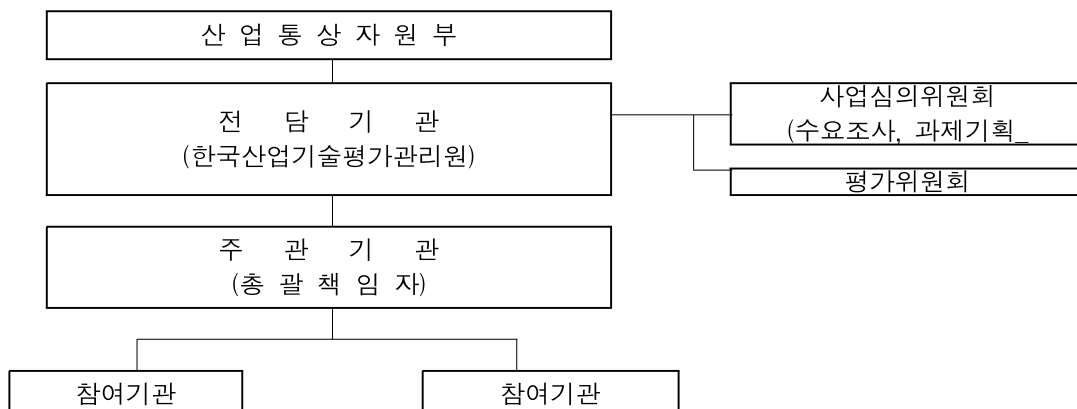 산 업 통 상 자 원 부
전 담 기 관
(한국산업기술평가관리원)
사업심의위원회
(수요조사, 과제기획_
평가위원회
주 관 기 관
(총 괄 책 임 자)
참여기관
참여기관